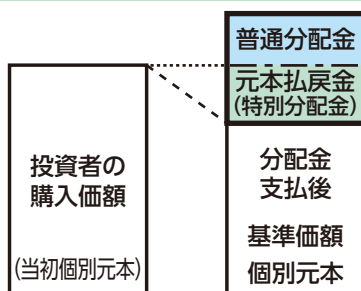 普通分配金
元本払戻金
(特別分配金)
投資者の
購入価額
(当初個別元本)
分配金
支払後
基準価額
個別元本